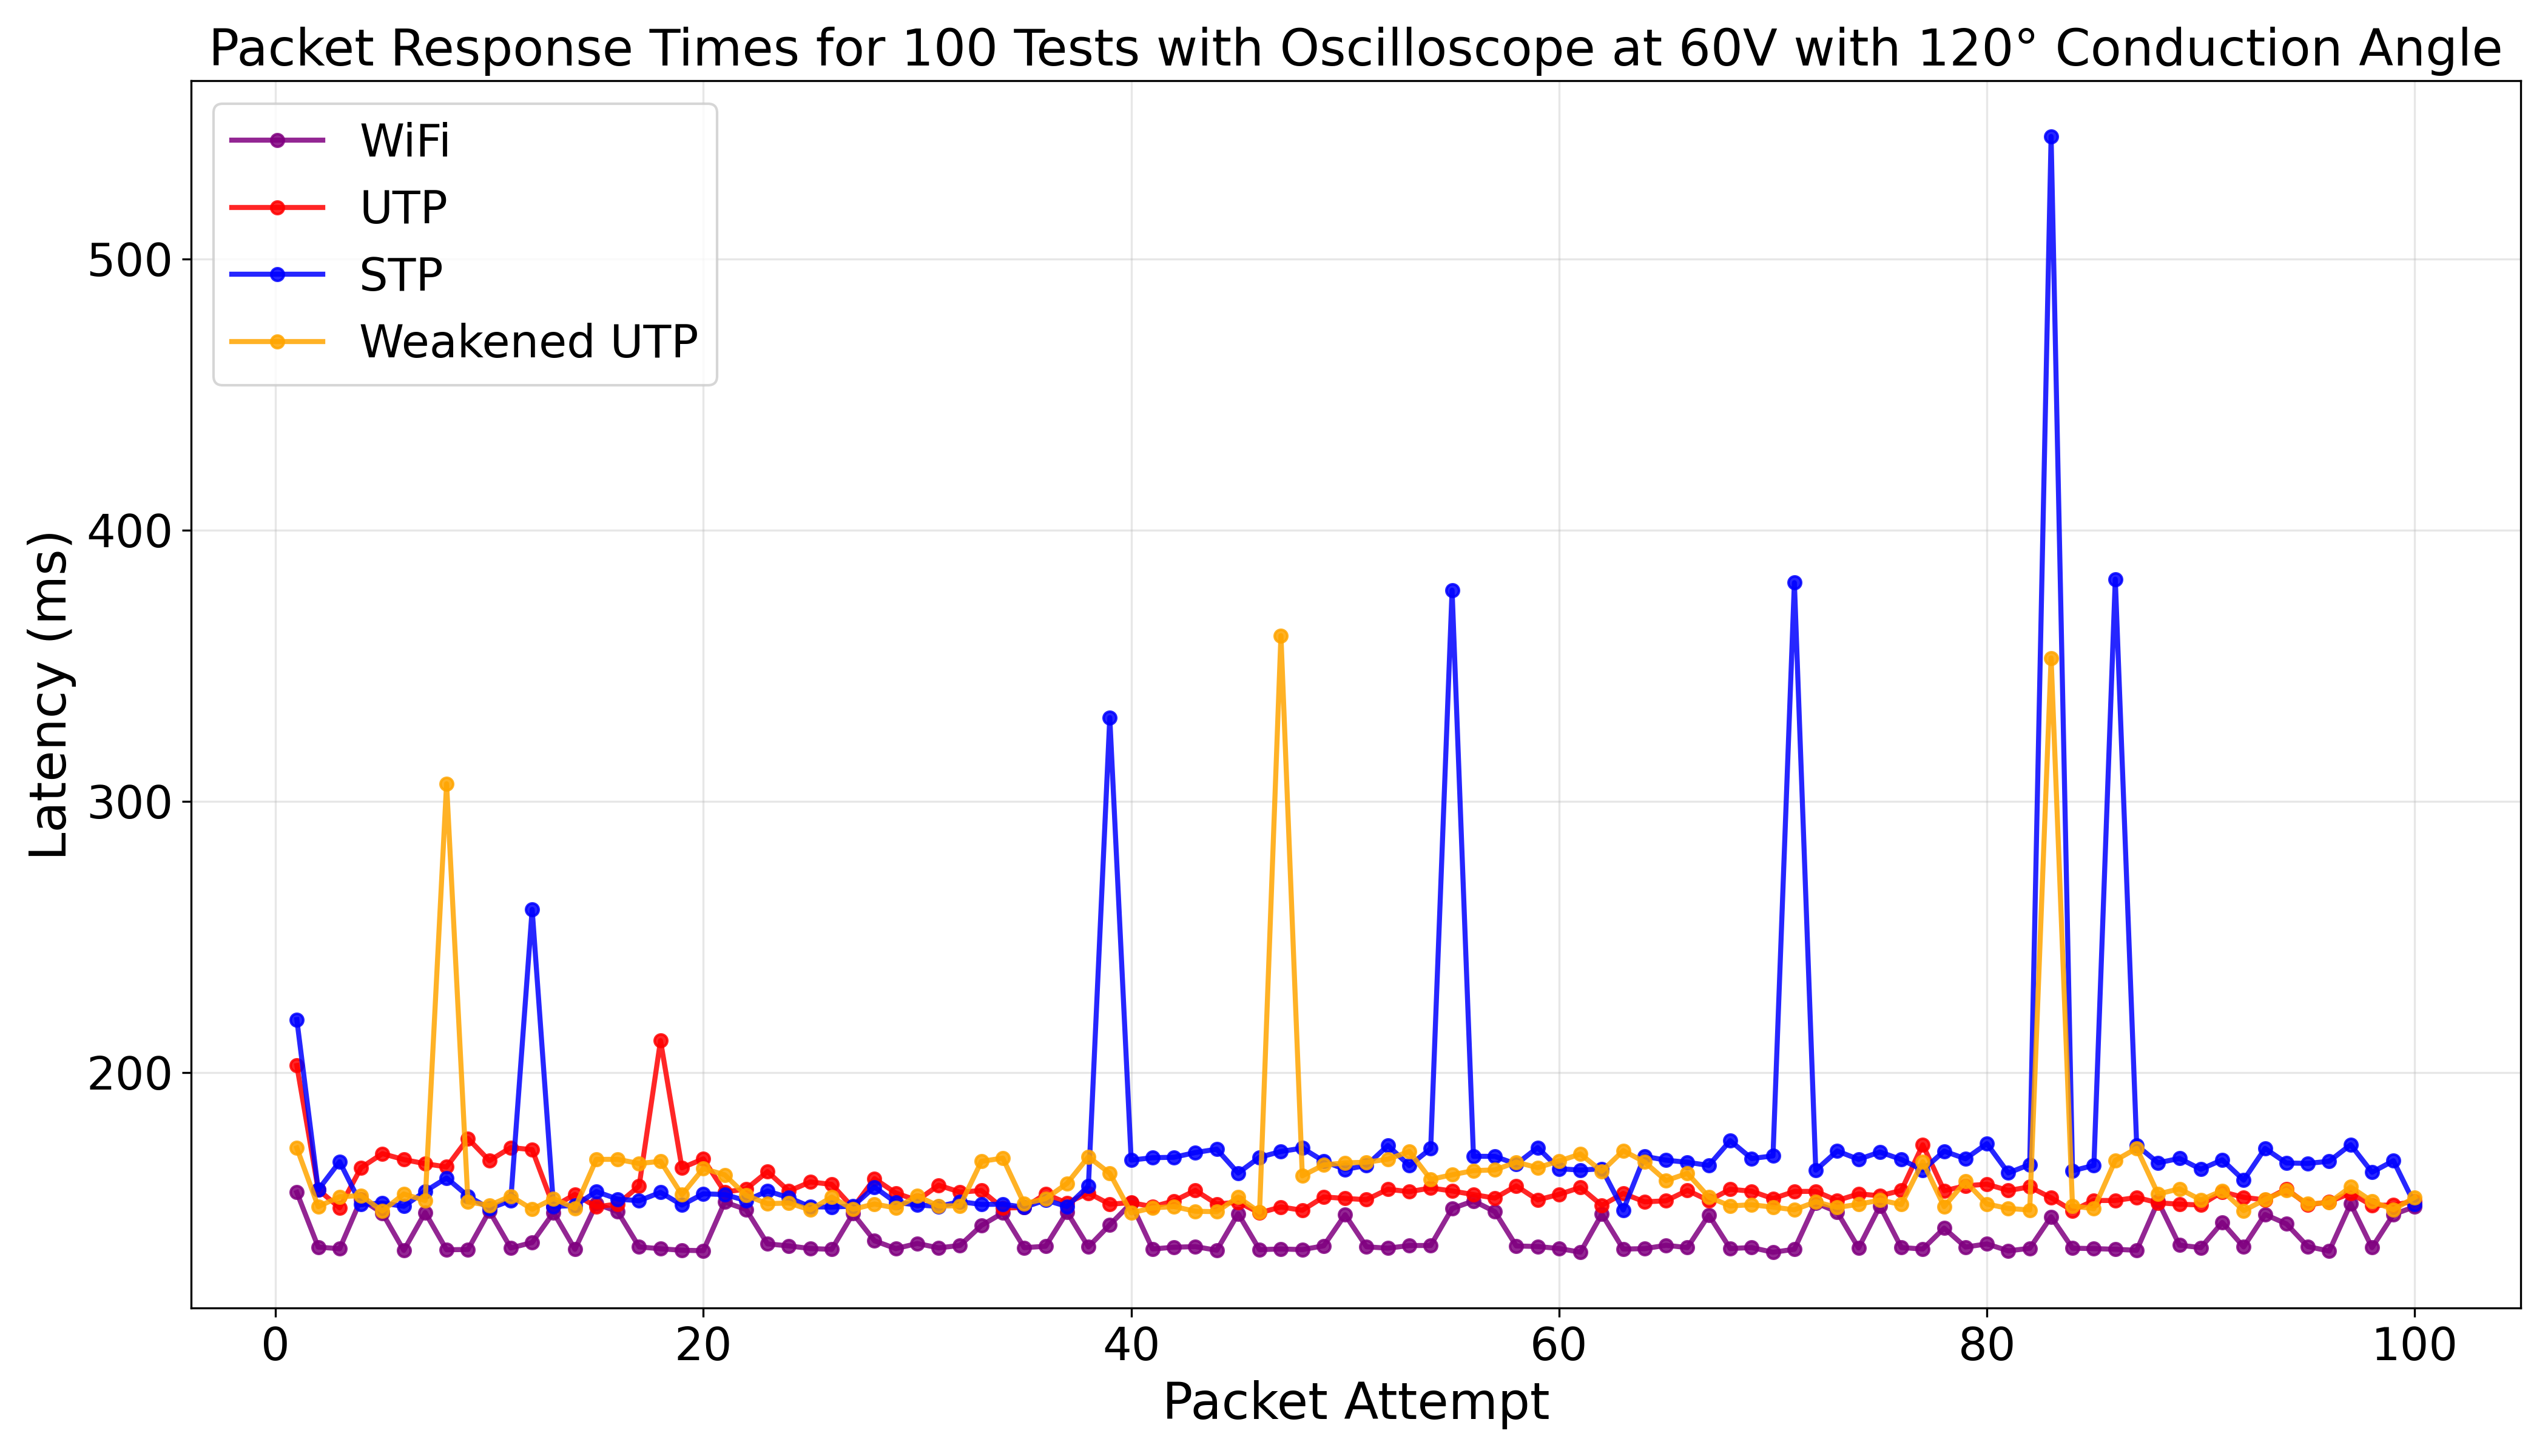 Packet Response Times for 100 Tests with Oscilloscope at 60V with 120° Conduction Angle
WiFi
UTP
STP
Weakened UTP
500
400
300
200
Latency (ms)
0 20 40 60 80 100
Packet Attempt